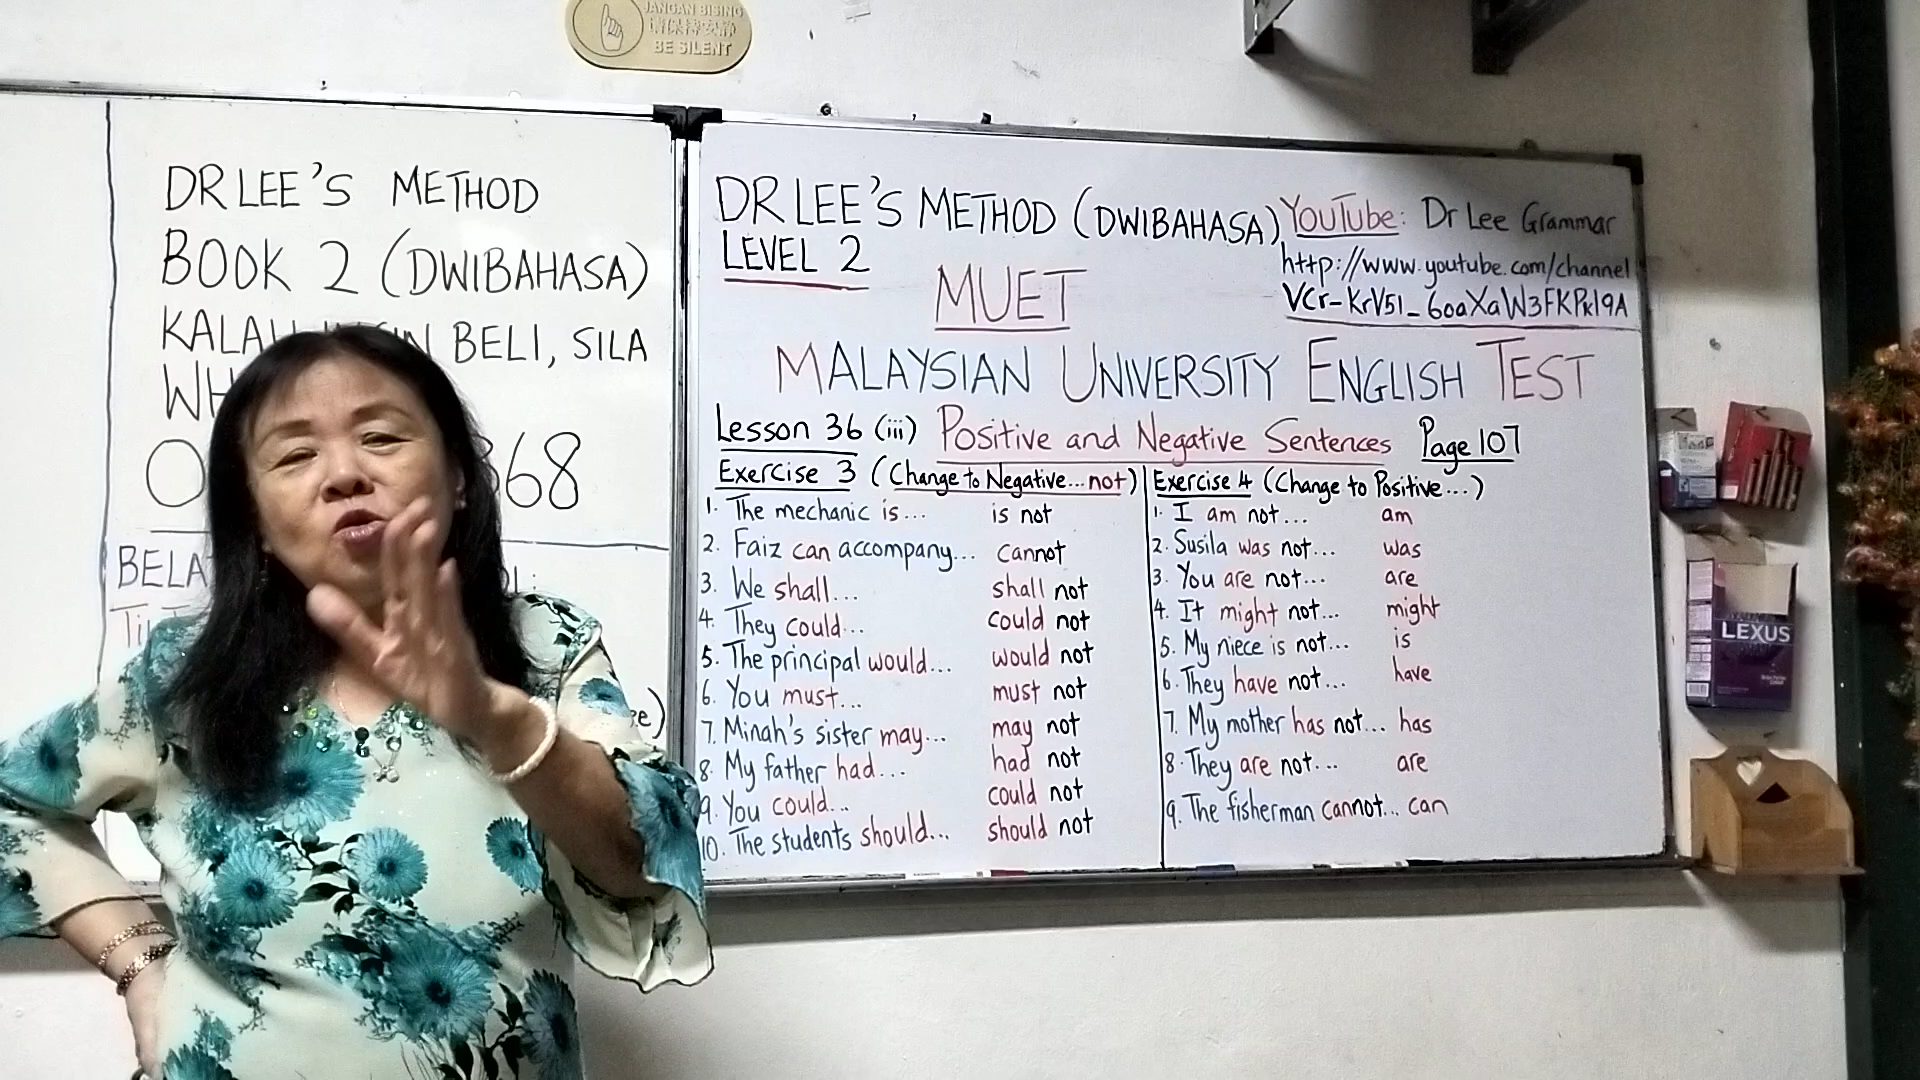 JANGAN BISING
请保持安静
BE SILENT
DR LEE'S METHOD
BOOK 2 (DWIBAHASA)
BELI, SILA
368
DR LEE'S METHOD (DWIBAHASA)
LEVEL 2
YouTube: Dr Lee Grammar
http://www.youtube.com/channel
VCr-KrV5l_6oaXaW3FKPkl9A
MUET
MALAYSIAN UNIVERSITY ENGLISH TEST
Lesson 36 (iii) Positive and Negative Sentences Page 107
Exercise 3 (Change to Negative...not)
1. The mechanic is... is not
2. Faiz can accompany... cannot
3. We shall... shall not
4. They could... could not
5. The principal would... would not
6. You must... must not
7. Minah's sister may... may not
8. My father had... had not
9. You could... could not
10. The students should... should not
Exercise 4 (Change to Positive...)
1. I am not... am
2. Susila was not... was
3. You are not... are
4. It might not... might
5. My niece is not... is
6. They have not... have
7. My mother has not... has
8. They are not... are
9. The fisherman cannot... can
LEXUS